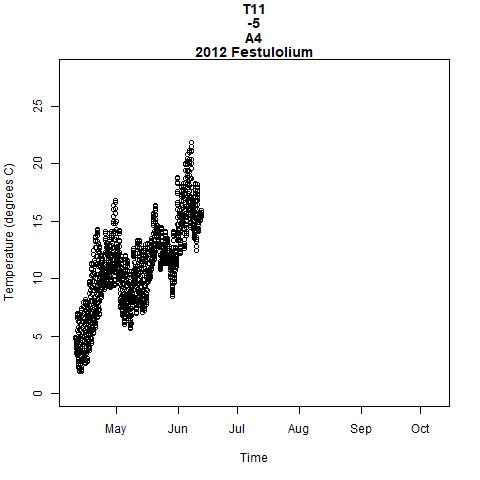 T11
-5
A4
2012 Festulolium
Temperature (degrees C)
25
20
15
10
5
0
May Jun Jul Aug Sep Oct
Time